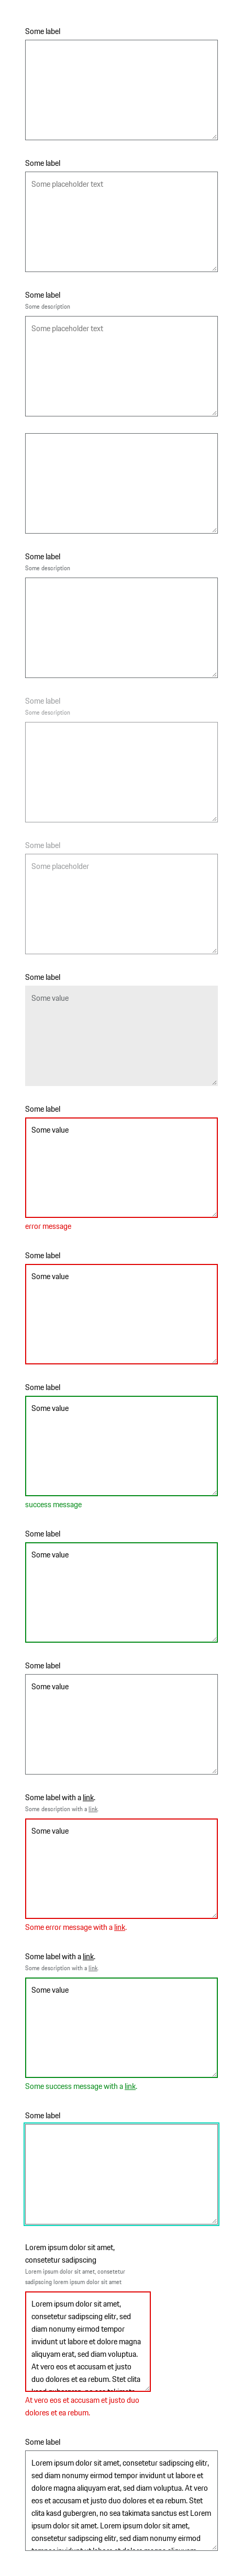 Some label
Some label
Some placeholder text
Some label
Some description
Some placeholder text
Some label
Some description
Some label
Some description
Some label
Some placeholder
Some label
Some value
Some label
Some value
error message
Some label
Some value
Some label
Some value
success message
Some label
Some value
Some label
Some value
Some label with a link.
Some description with a link
Some value
Some error message with a link.
Some label with a link.
Some description with a link
Some value
Some success message with a link.
Some label
Lorem ipsum dolor sit amet,
consetetur sadipscing
Lorem ipsum dolor sit amet, consetetur
sadipscing lorem ipsum dolor sit amet
Lorem ipsum dolor sit amet,
consetetur sadipscing elitr, sed
diam nonumy eirmod tempor
invidunt ut labore et dolore magna
aliquyam erat, sed diam voluptua.
At vero eos et accusam et justo
duo dolores et ea rebum. Stet clita
At vero eos et accusam et justo duo
dolores et ea rebum.
Some label
Lorem ipsum dolor sit amet, consetetur sadipscing elitr,
sed diam nonumy eirmod tempor invidunt ut labore et
dolore magna aliquyam erat, sed diam voluptua. At vero
eos et accusam et justo duo dolores et ea rebum. Stet
clita kasd gubergren, no sea takimata sanctus est Lorem
ipsum dolor sit amet. Lorem ipsum dolor sit amet,
consetetur sadipscing elitr, sed diam nonumy eirmod